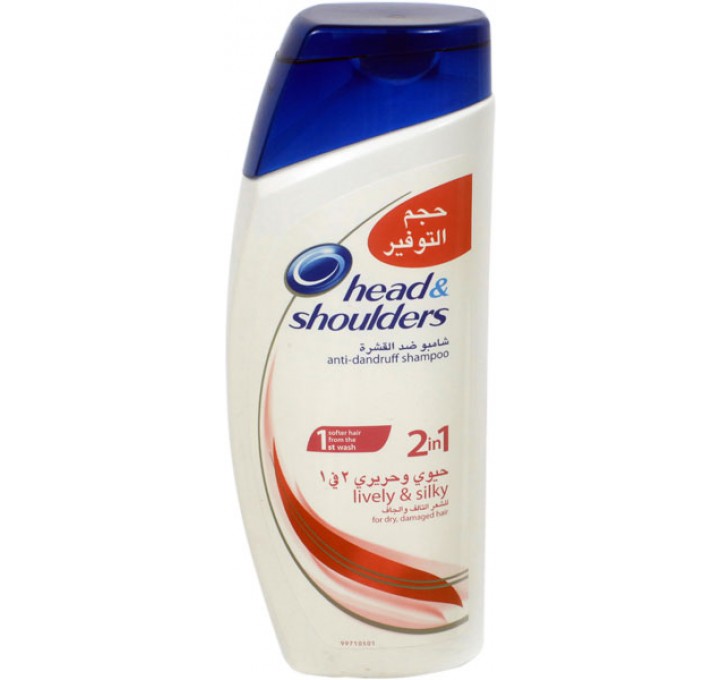 حجم
التوفير
head&
shoulders
شامبو ضد القشرة
anti-dandruff shampoo
1 softer hair
from the
st wash
2in1
حيوي وحريري ٢ في ١
lively & silky
للشعر التالف والجاف
for dry, damaged hair